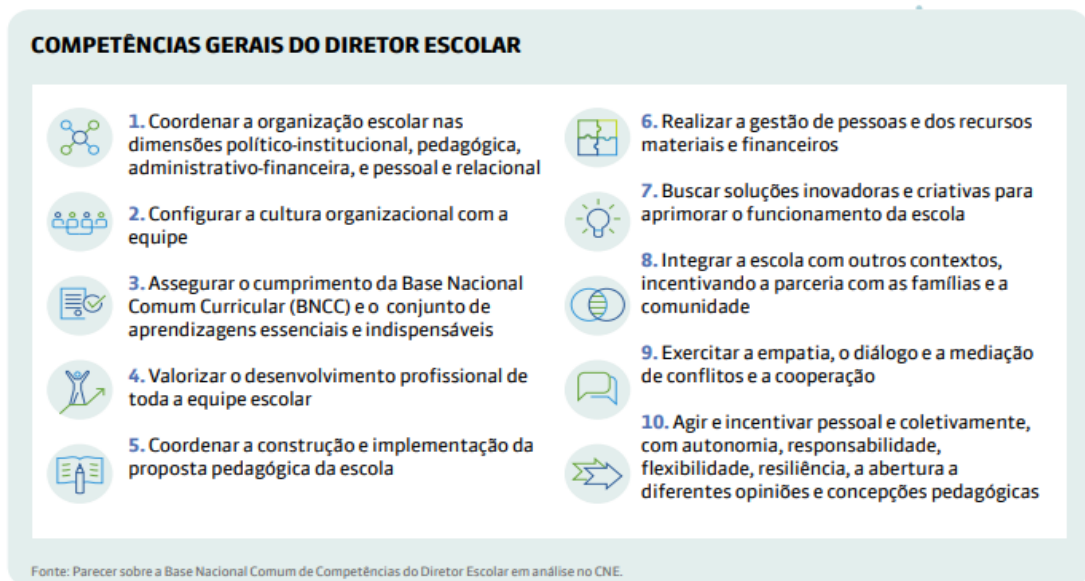 COMPETÊNCIAS GERAIS DO DIRETOR ESCOLAR
1. Coordenar a organização escolar nas
dimensões político-institucional, pedagógica,
administrativo-financeira, e pessoal e relacional
2. Configurar a cultura organizacional com a
equipe
3. Assegurar o cumprimento da Base Nacional
Comum Curricular (BNCC) e o conjunto de
aprendizagens essenciais e indispensáveis
4. Valorizar o desenvolvimento profissional de
toda a equipe escolar
5. Coordenar a construção e implementação da
proposta pedagógica da escola
6. Realizar a gestão de pessoas e dos recursos
materiais e financeiros
7. Buscar soluções inovadoras e criativas para
aprimorar o funcionamento da escola
8. Integrar a escola com outros contextos,
incentivando a parceria com as famílias e a
comunidade
9. Exercitar a empatia, o diálogo e a mediação
de conflitos e a cooperação
10. Agir e incentivar pessoal e coletivamente,
com autonomia, responsabilidade,
flexibilidade, resiliência, a abertura a
diferentes opiniões e concepções pedagógicas
Fonte: Parecer sobre a Base Nacional Comum de Competências do Diretor Escolar em análise no CNE.